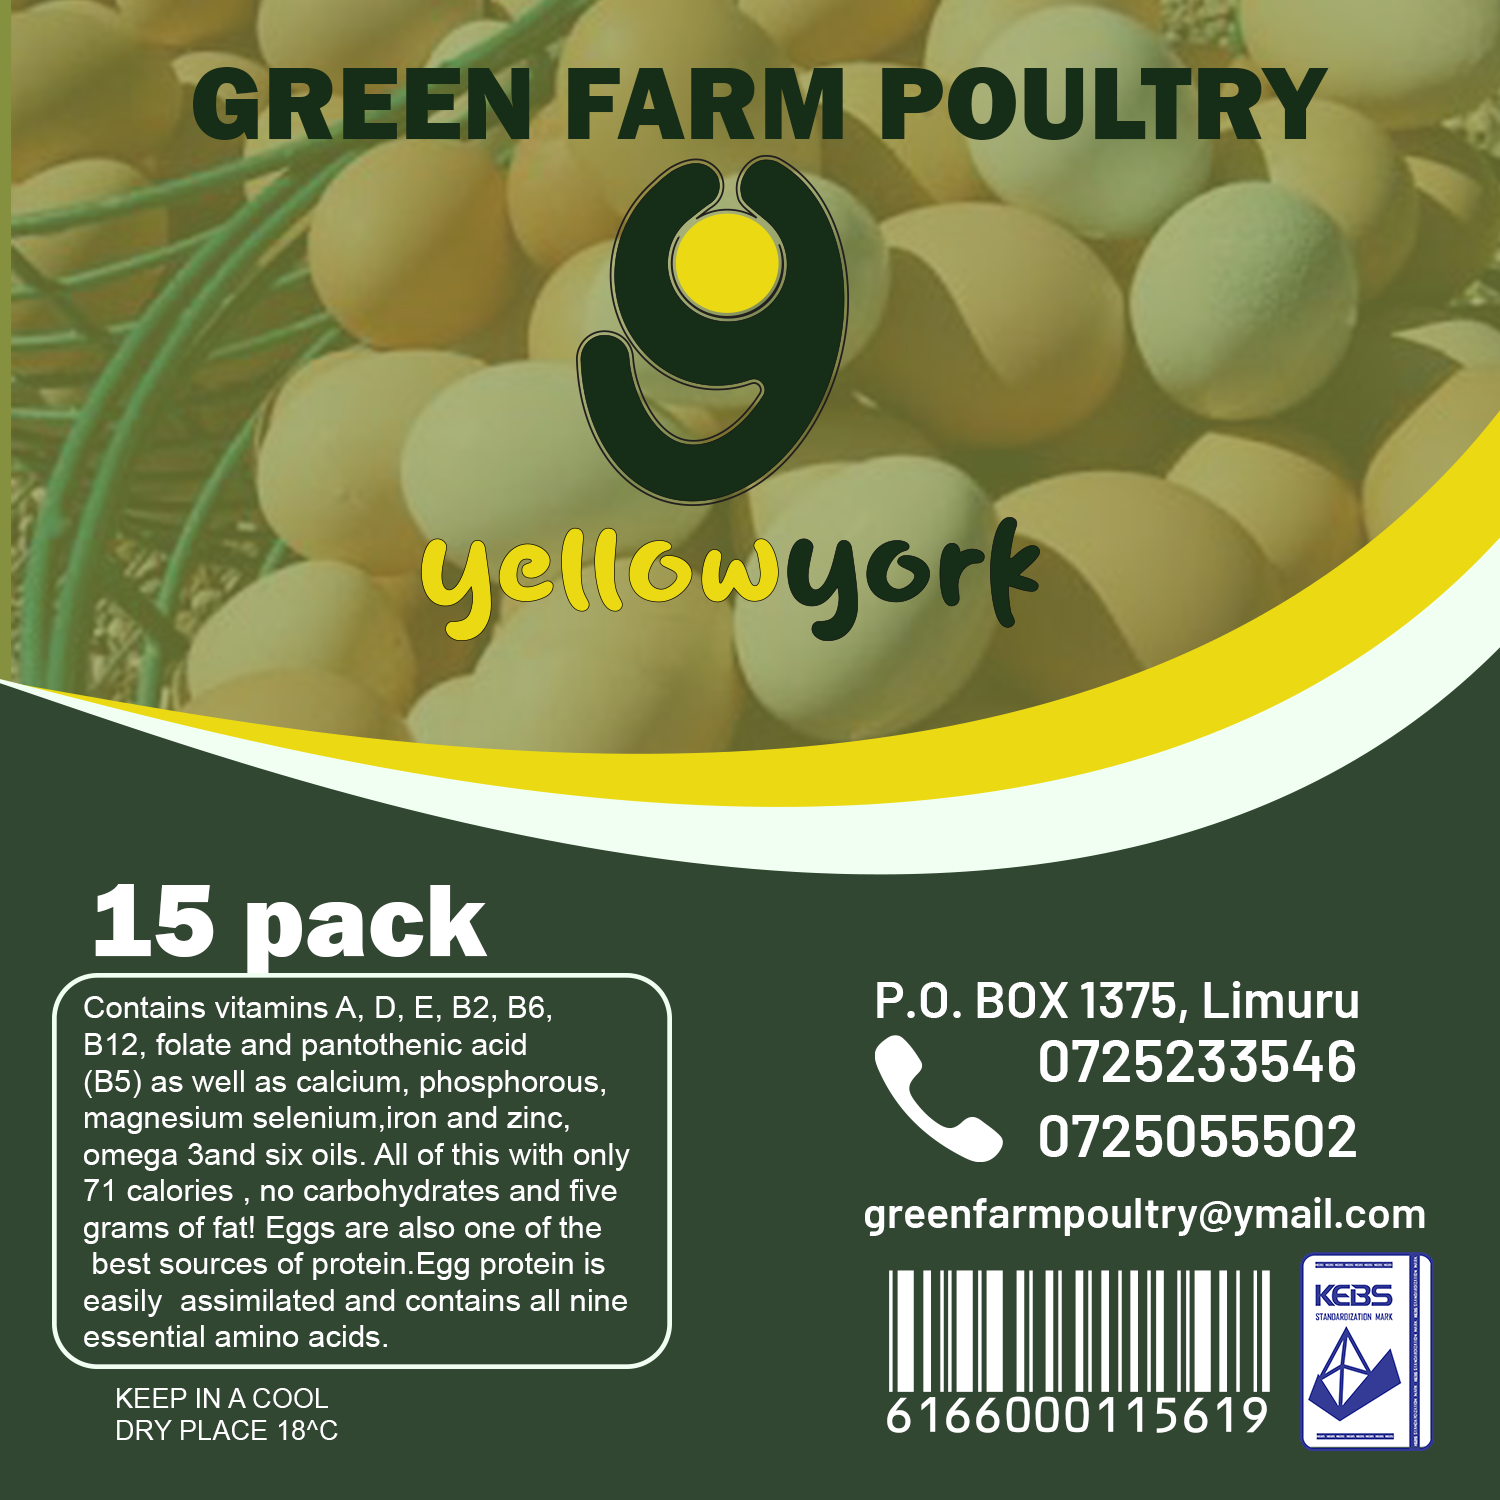 GREEN FARM POULTRY
yellowyork
15 pack
Contains vitamins A, D, E, B2, B6,
B12, folate and pantothenic acid
(B5) as well as calcium, phosphorous,
magnesium selenium,iron and zinc,
omega 3and six oils. All of this with only
71 calories , no carbohydrates and five
grams of fat! Eggs are also one of the
best sources of protein.Egg protein is
easily assimilated and contains all nine
essential amino acids.
KEEP IN A COOL
DRY PLACE 18^C
P.O. BOX 1375, Limuru
0725233546
0725055502
greenfarmpoultry@ymail.com
6166000115619
KEBS
STANDARDIZATION MARK